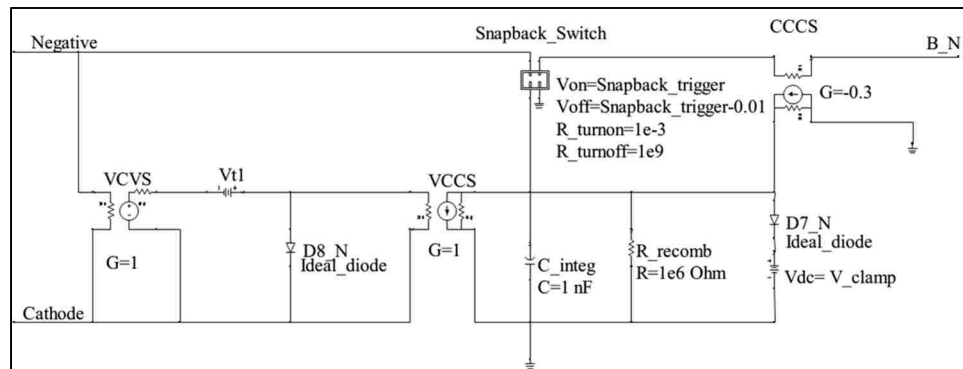 Snapback_Switch
CCCS
Negative
B_N
Von=Snapback_trigger
Voff=Snapback_trigger-0.01
R_turnon=1e-3
R_turnoff=1e9
G=-0.3
VCVS
Vt1
VCCS
D7_N
Ideal_diode
D8_N
Ideal_diode
G=1
G=1
C_integ
C=1 nF
R_recomb
R=1e6 Ohm
Vdc= V_clamp
Cathode